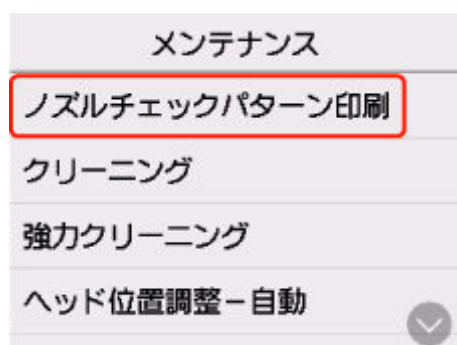 メンテナンス
ノズルチェックパターン印刷
クリーニング
強力クリーニング
ヘッド位置調整－自動